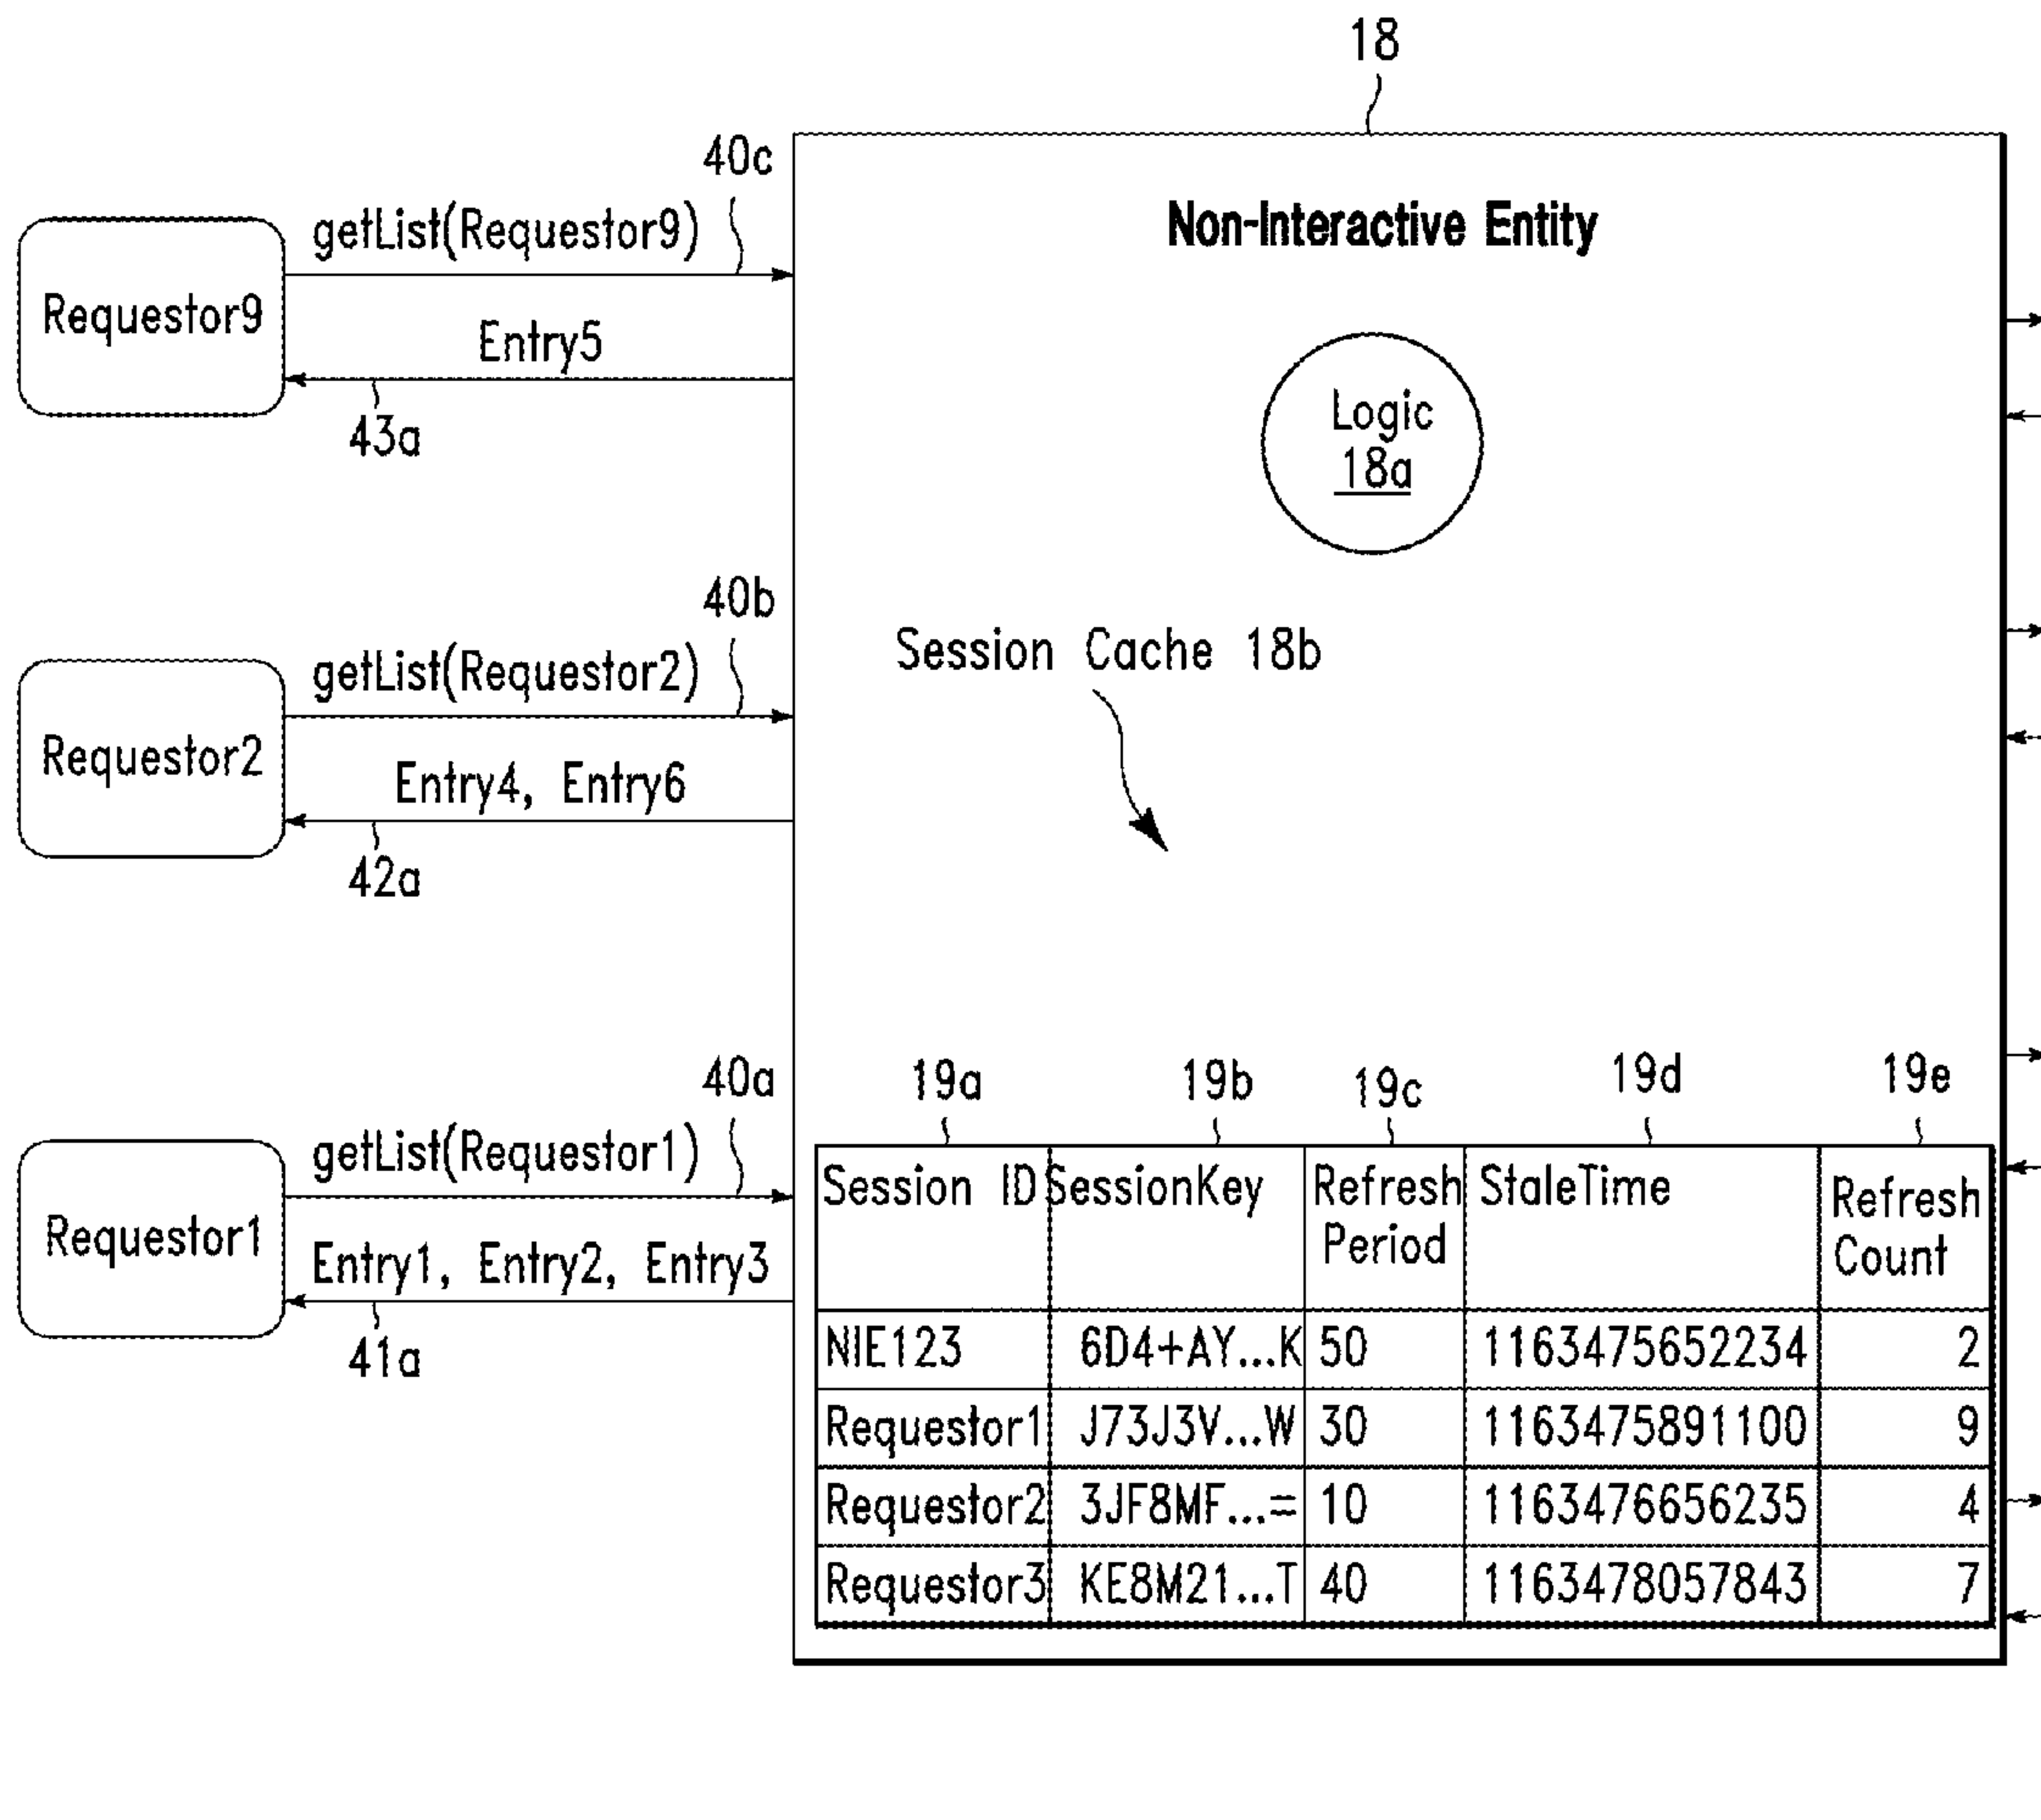 18
40c
getList(Requestor9)
Non-Interactive Entity
Requestor9
Entry5
43a
Logic
18a
40b
getList(Requestor2)
Session Cache 18b
Requestor2
Entry4, Entry6
42a
40a
getList(Requestor1)
Requestor1
Entry1, Entry2, Entry3
41a
19a 19b 19c 19d 19e
Session ID SessionKey Refresh Period StaleTime Refresh Count
NIE123 6D4+AY...K 50 1163475652234 2
Requestor1 J73J3V...W 30 1163475891100 9
Requestor2 3JF8MF...= 10 1163476656235 4
Requestor3 KE8M21...T 40 1163478057843 7